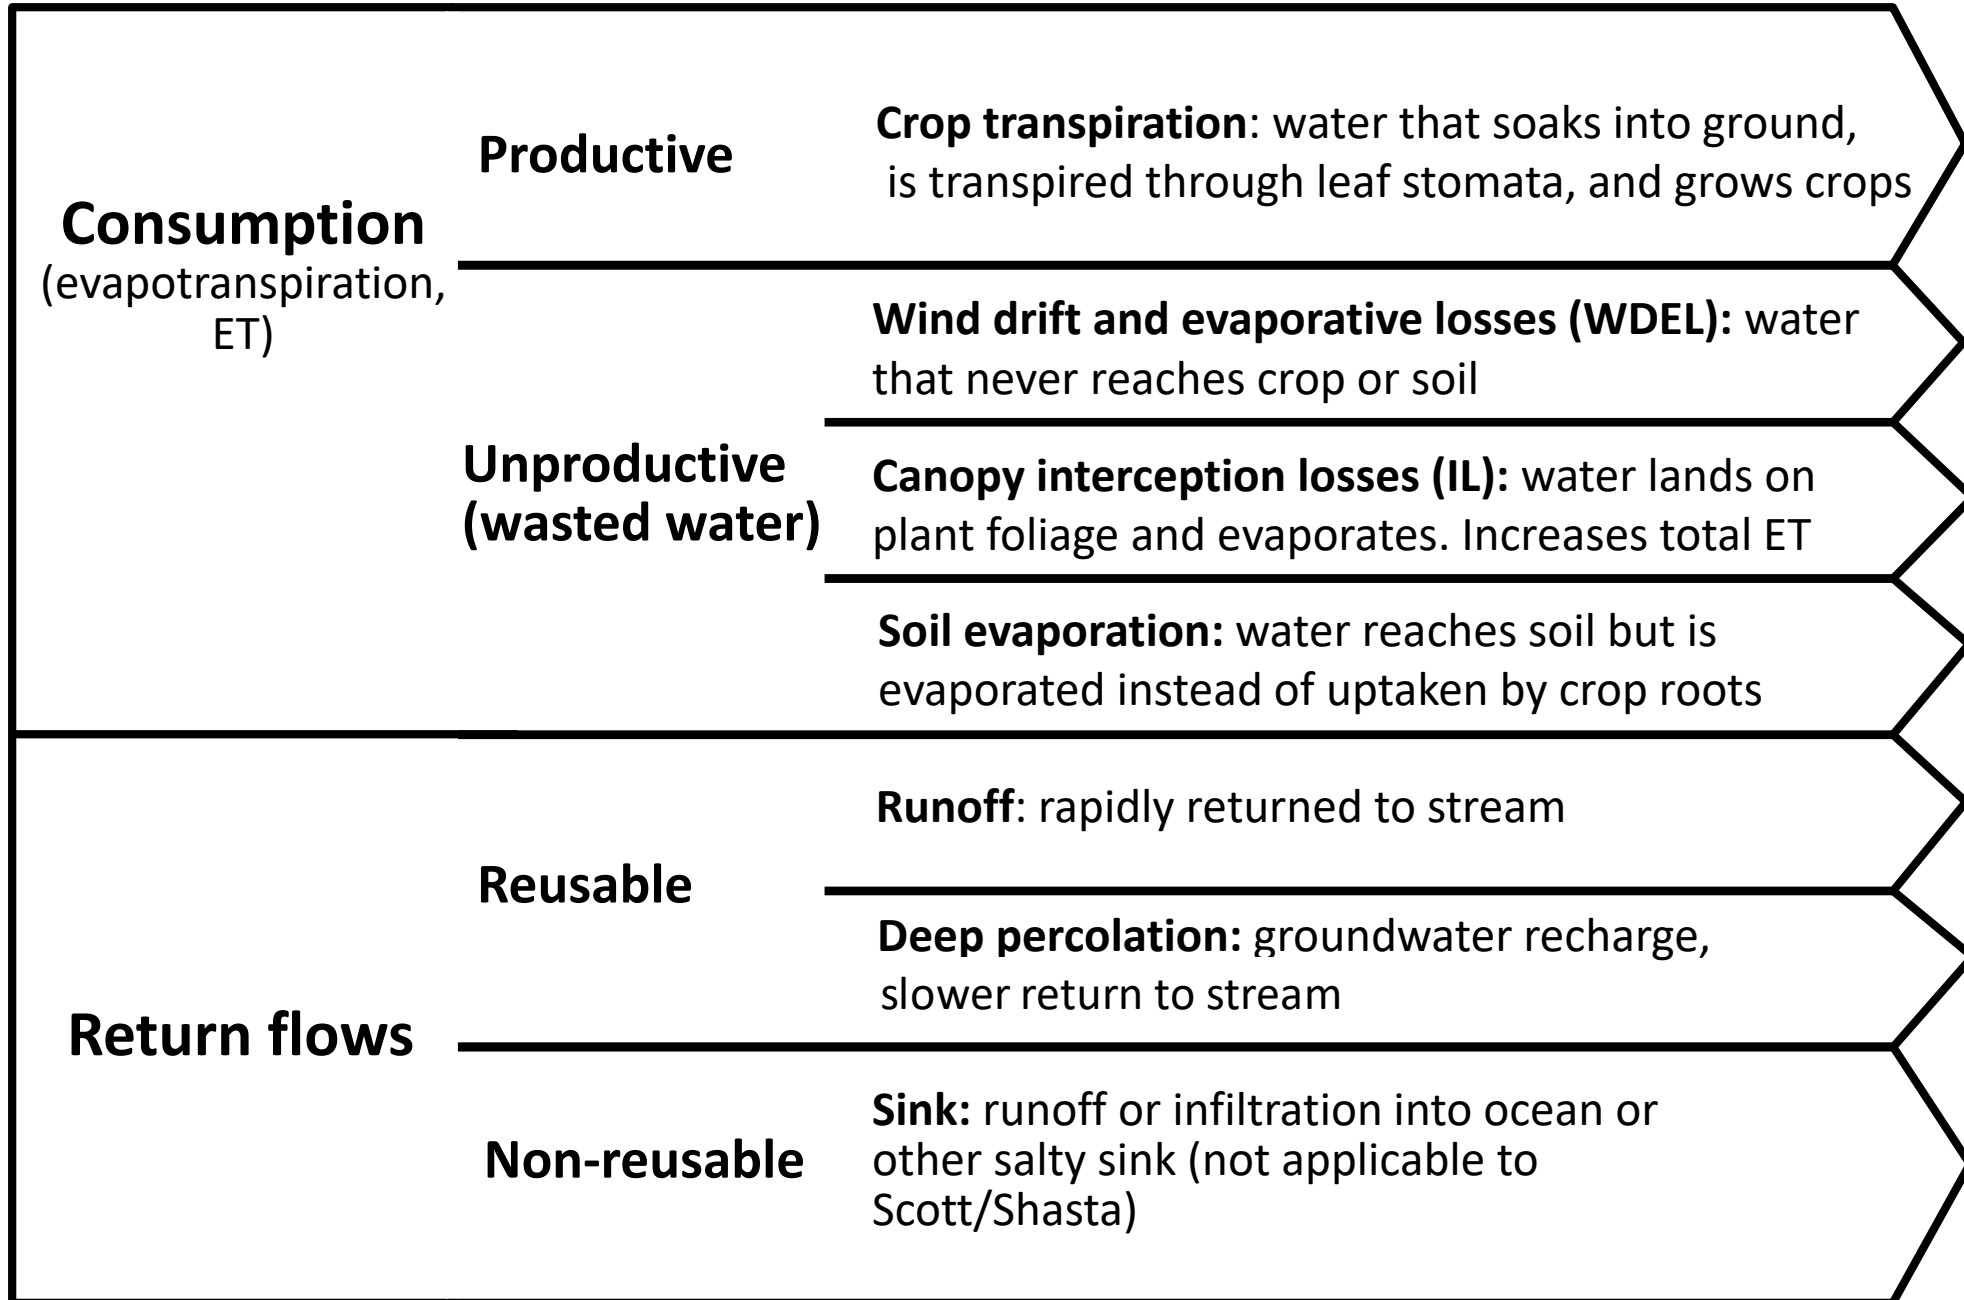 Consumption
(evapotranspiration,
ET)
Productive
Crop transpiration: water that soaks into ground,
is transpired through leaf stomata, and grows crops
Unproductive
(wasted water)
Wind drift and evaporative losses (WDEL): water
that never reaches crop or soil
Canopy interception losses (IL): water lands on
plant foliage and evaporates. Increases total ET
Soil evaporation: water reaches soil but is
evaporated instead of uptaken by crop roots
Return flows
Reusable
Runoff: rapidly returned to stream
Deep percolation: groundwater recharge,
slower return to stream
Non-reusable
Sink: runoff or infiltration into ocean or
other salty sink (not applicable to
Scott/Shasta)